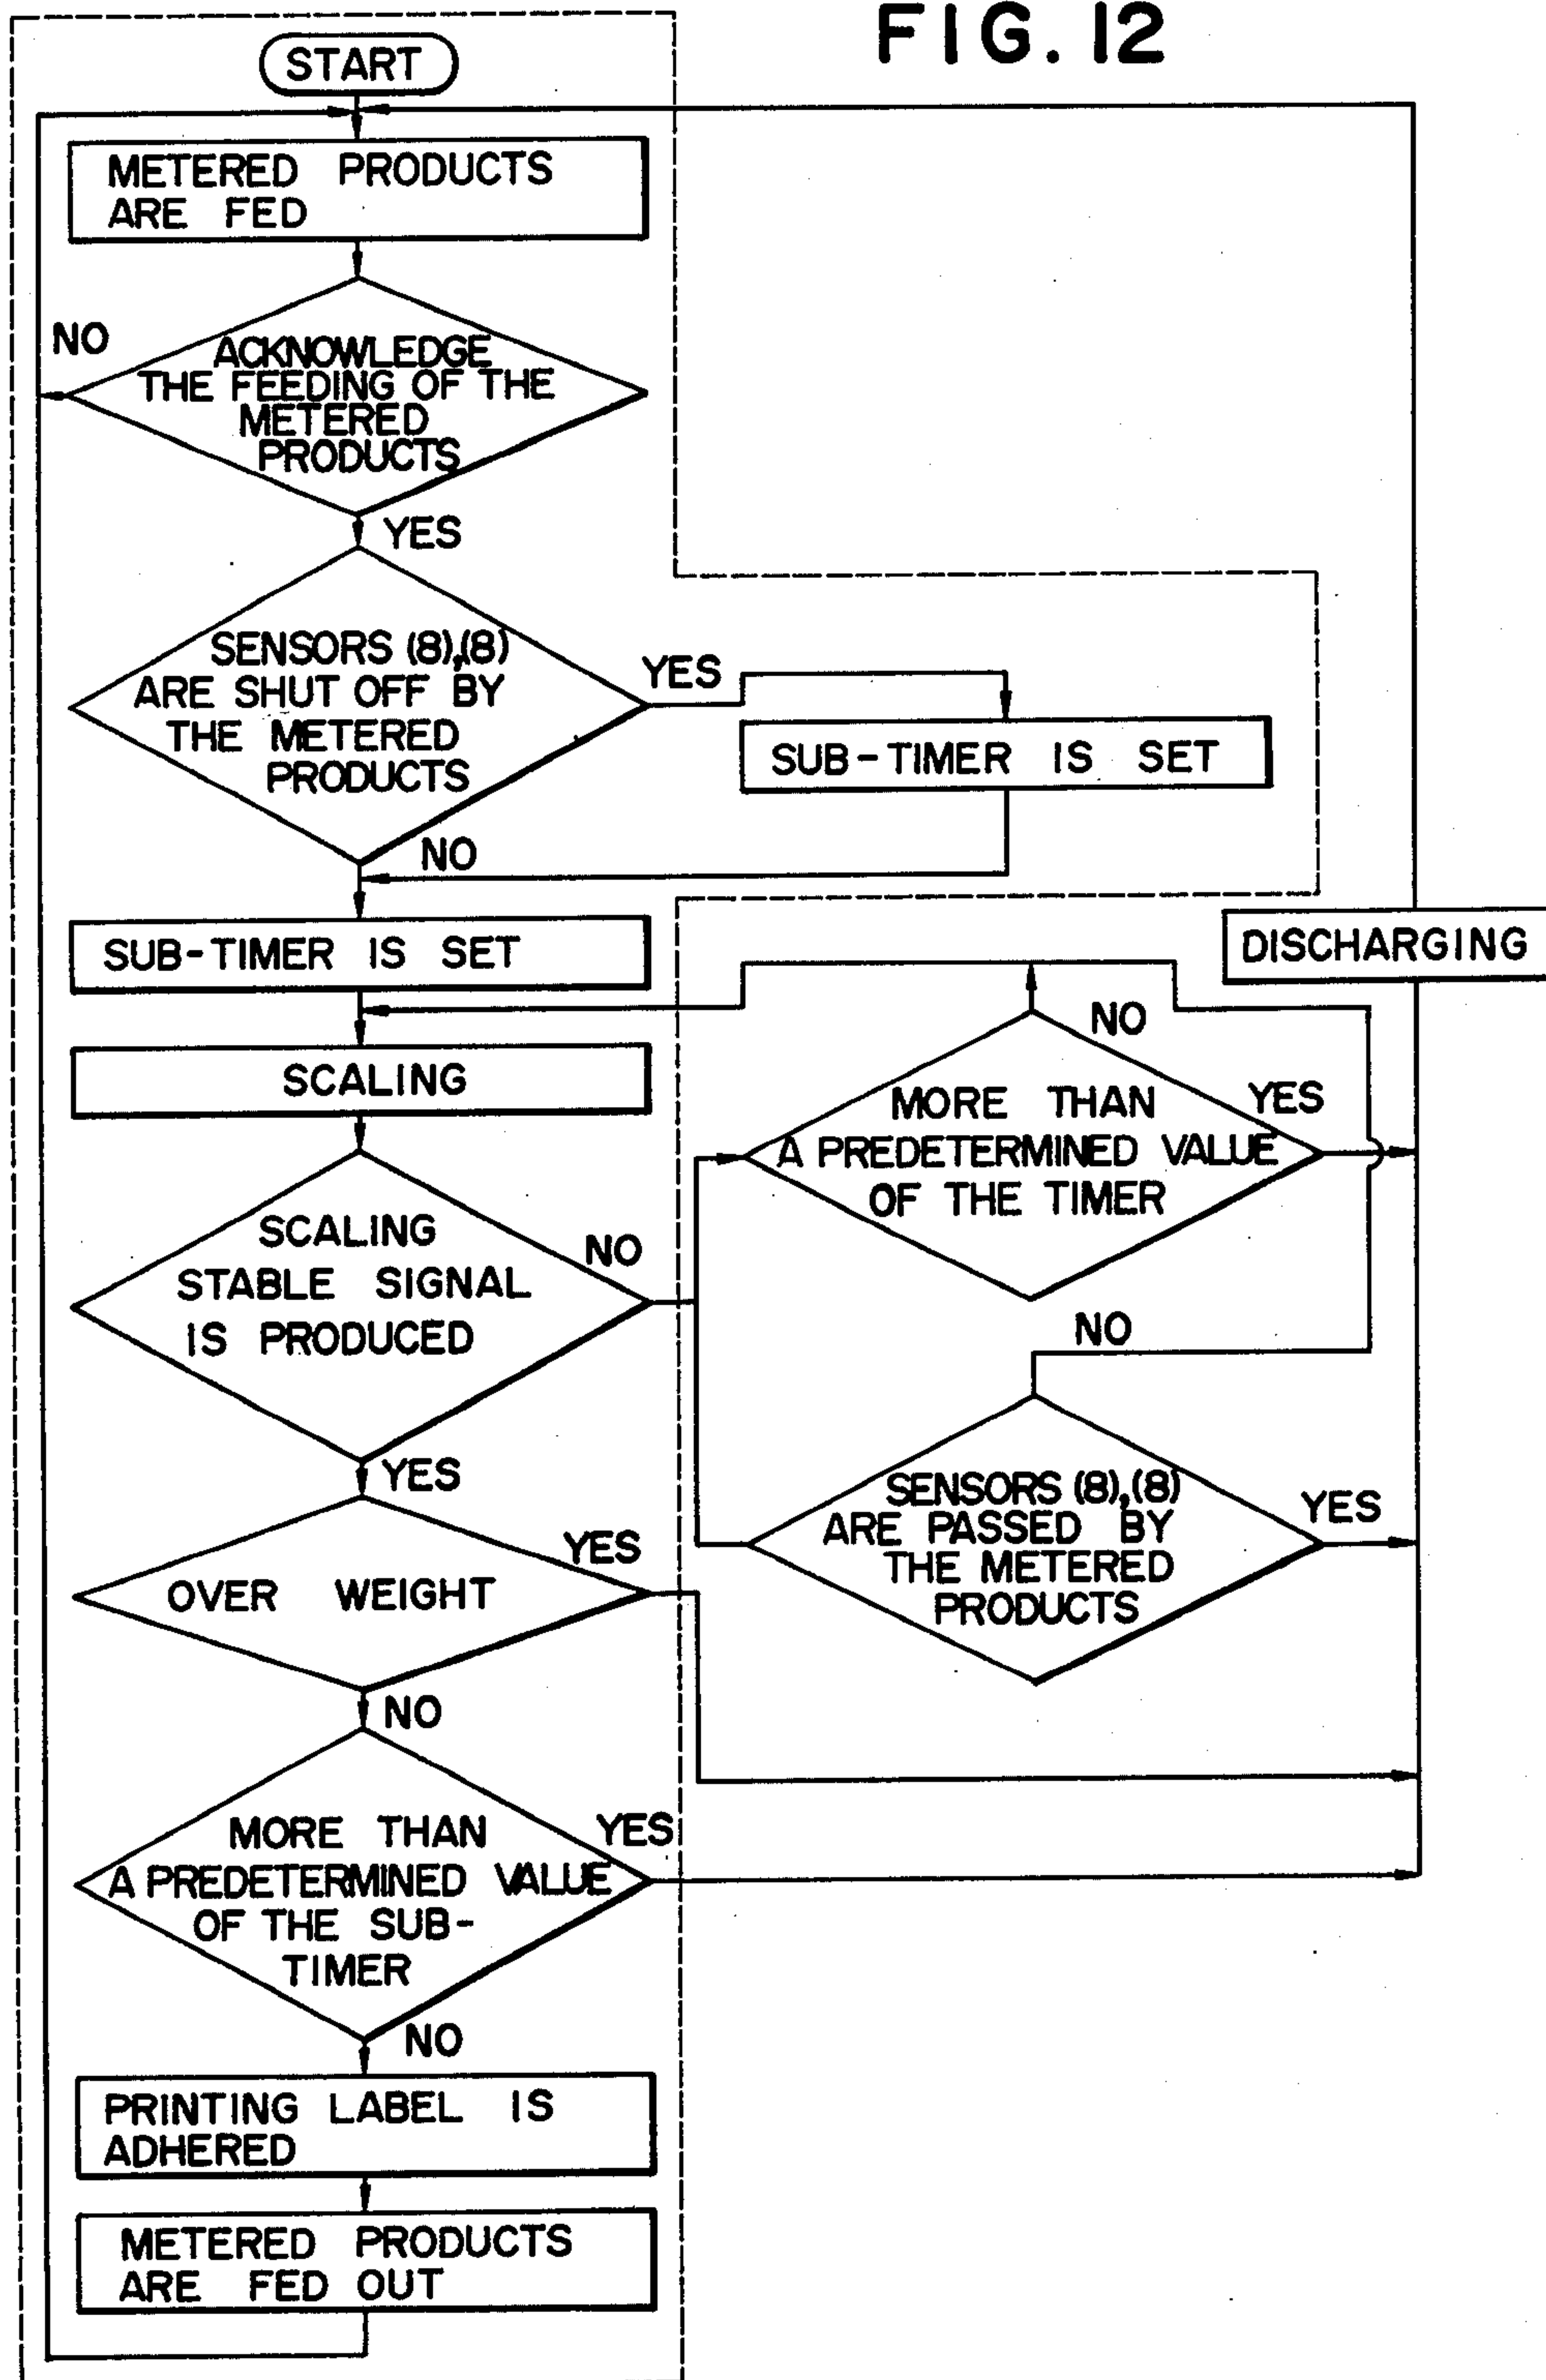 FIG. 12
START
METERED PRODUCTS
ARE FED
NO
ACKNOWLEDGE
THE FEEDING OF THE
METERED
PRODUCTS
YES
SENSORS (8),(8)
ARE SHUT OFF BY
THE METERED
PRODUCTS
YES
SUB-TIMER IS SET
NO
SUB-TIMER IS SET
DISCHARGING
SCALING
NO
MORE THAN
A PREDETERMINED VALUE
OF THE TIMER
YES
SCALING
STABLE SIGNAL
IS PRODUCED
NO
NO
YES
SENSORS (8),(8)
ARE PASSED BY
THE METERED
PRODUCTS
YES
OVER WEIGHT
YES
NO
MORE THAN
A PREDETERMINED VALUE
OF THE SUB-
TIMER
YES
NO
PRINTING LABEL IS
ADHERED
METERED PRODUCTS
ARE FED OUT